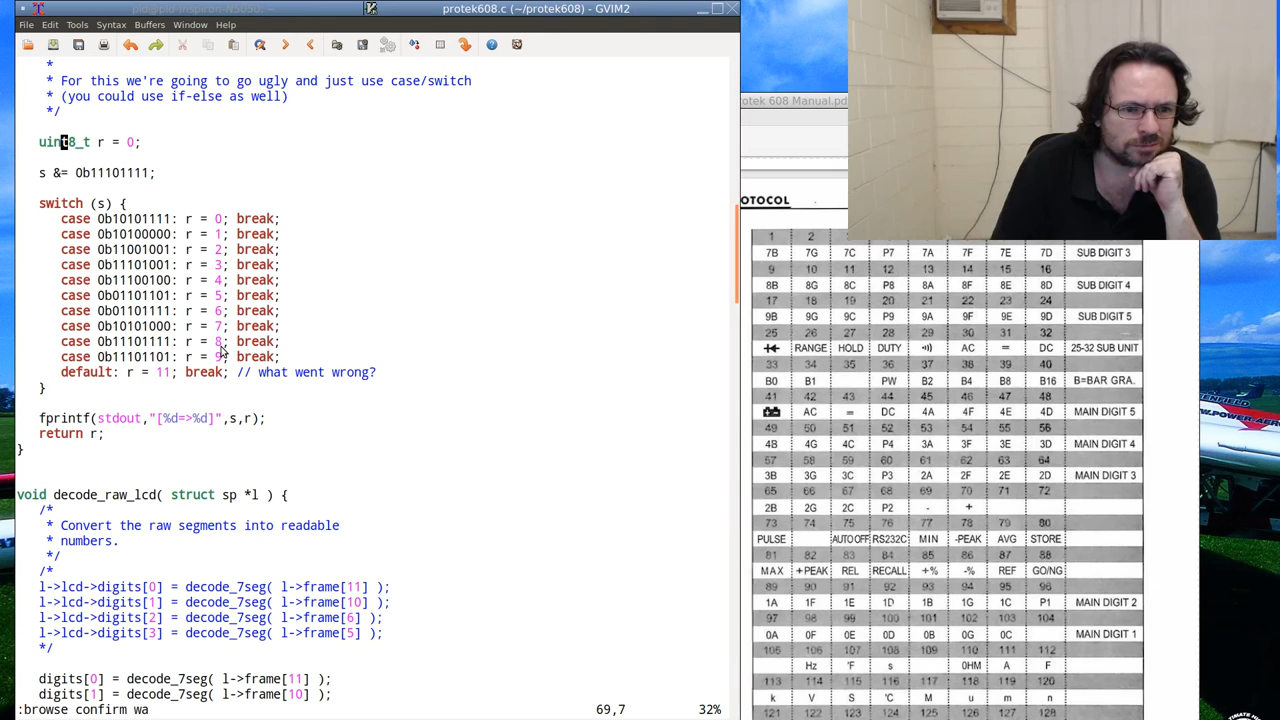 pld@pld-Inspiron-N5050: ~
protek608.c (~/protek608) - GVIM2
File Edit Tools Syntax Buffers Window Help
*
* For this we're going to go ugly and just use case/switch
* (you could use if-else as well)
*/
uint8_t r = 0;
s &= 0b11101111;
switch (s) {
case 0b10101111: r = 0; break;
case 0b10100000: r = 1; break;
case 0b11001001: r = 2; break;
case 0b11101001: r = 3; break;
case 0b11100100: r = 4; break;
case 0b01101101: r = 5; break;
case 0b01101111: r = 6; break;
case 0b10101000: r = 7; break;
case 0b11101111: r = 8; break;
case 0b11101101: r = 9; break;
default: r = 11; break; // what went wrong?
}
fprintf(stdout,"[%d=>%d]",s,r);
return r;
}
void decode_raw_lcd( struct sp *l ) {
/*
* Convert the raw segments into readable
* numbers.
*/
/*
l->lcd->digits[0] = decode_7seg( l->frame[11] );
l->lcd->digits[1] = decode_7seg( l->frame[10] );
l->lcd->digits[2] = decode_7seg( l->frame[6] );
l->lcd->digits[3] = decode_7seg( l->frame[5] );
*/
digits[0] = decode_7seg( l->frame[11] );
digits[1] = decode_7seg( l->frame[10] );
:browse confirm wa 69,7 32%
otek 608 Manual.pd
OTOCOL
1 2
7B 7G 7C P7 7A 7F 7E 7D SUB DIGIT 3
9 10 11 12 13 14 15 16
8B 8G 8C P8 8A 8F 8E 8D SUB DIGIT 4
17 18 19 20 21 22 23 24
9B 9G 9C P9 9A 9F 9E 9D SUB DIGIT 5
25 26 27 28 29 30 31 32
RANGE HOLD DUTY AC = DC 25-32 SUB UNIT
33 34 35 36 37 38 39 40
B0 B1 PW B2 B4 B8 B16 B=BAR GRA.
41 42 43 44 45 46 47 48
AC = DC 4A 4F 4E 4D MAIN DIGIT 5
49 50 51 52 53 54 55 56
4B 4G 4C P4 3A 3F 3E 3D MAIN DIGIT 4
57 58 59 60 61 62 63 64
3B 3G 3C P3 2A 2F 2E 2D MAIN DIGIT 3
65 66 67 68 69 70 71 72
2B 2G 2C P2 - +
73 74 75 76 77 78 79 80
PULSE AUTO OFF RS232C MIN -PEAK AVG STORE
81 82 83 84 85 86 87 88
MAX +PEAK REL RECALL +% -% REF GO/NG
89 90 91 92 93 94 95 96
1A 1F 1E 1D 1B 1G 1C P1 MAIN DIGIT 2
97 98 99 100 101 102 103 104
0A 0F 0E 0D 0B 0G 0C MAIN DIGIT 1
105 106 107 108 109 110 111 112
Hz 'F s 0HM A F
113 114 115 116 117 118 119 120
k V S 'C M u m n
121 122 123 124 125 126 127 128